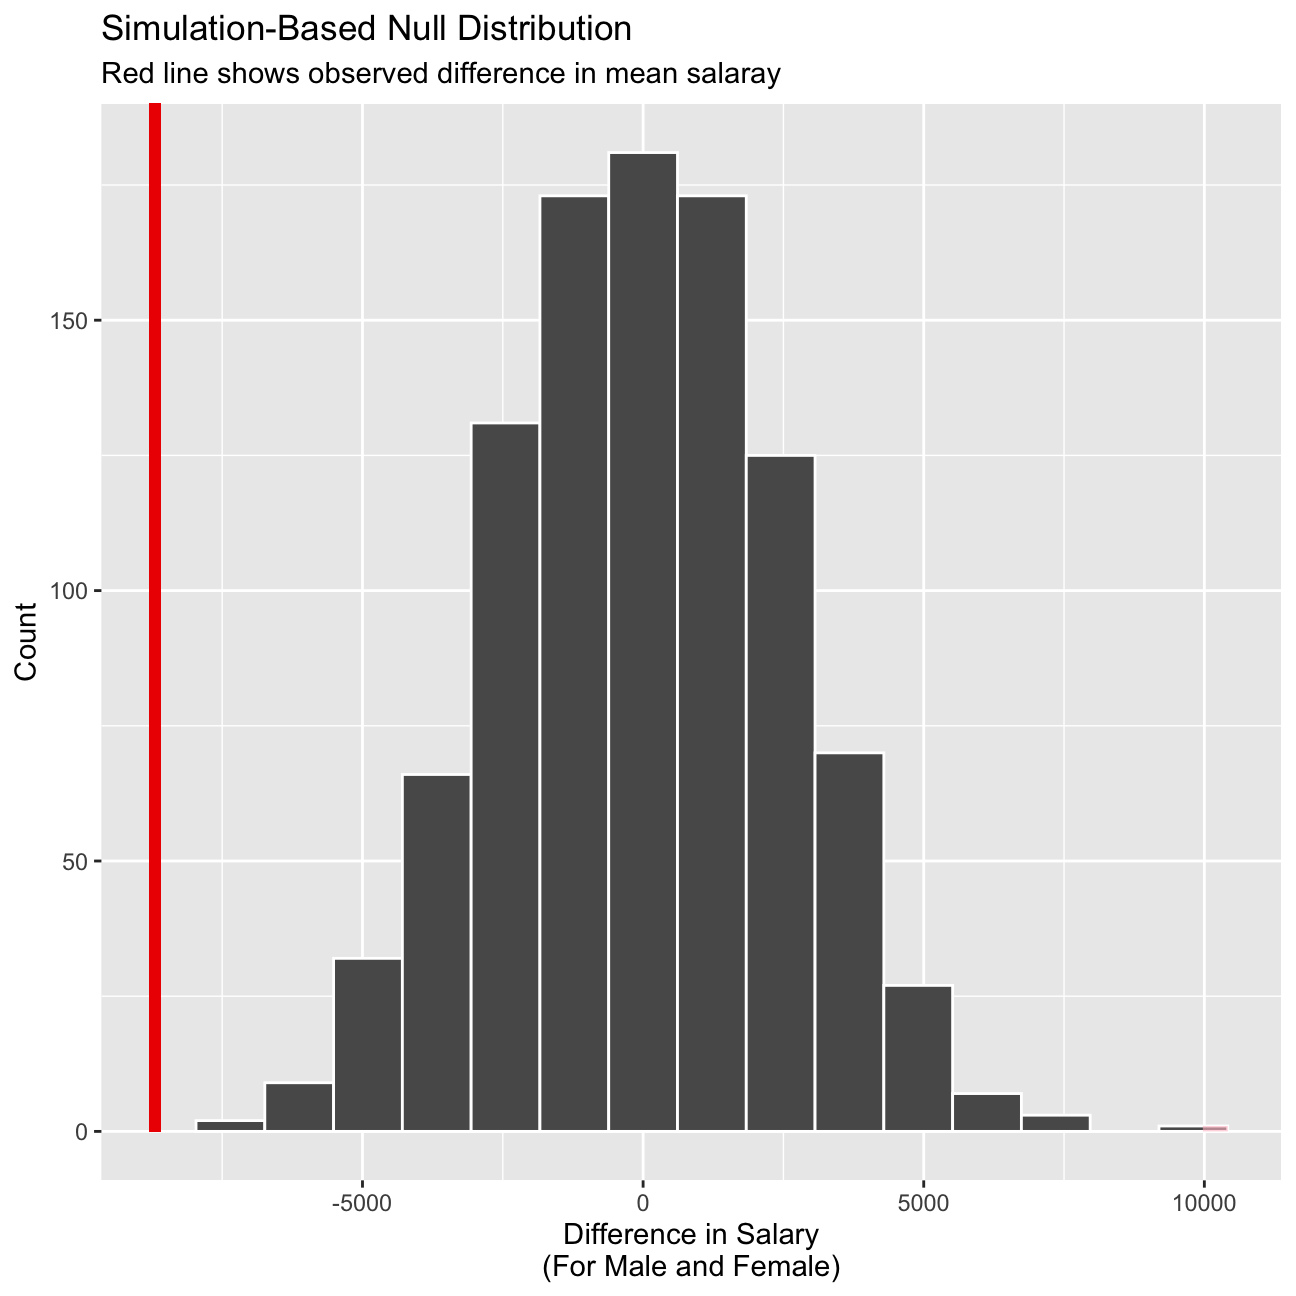 Simulation-Based Null Distribution
Red line shows observed difference in mean salaray
150
100
50
0
Count
-5000
0
5000
10000
Difference in Salary
(For Male and Female)